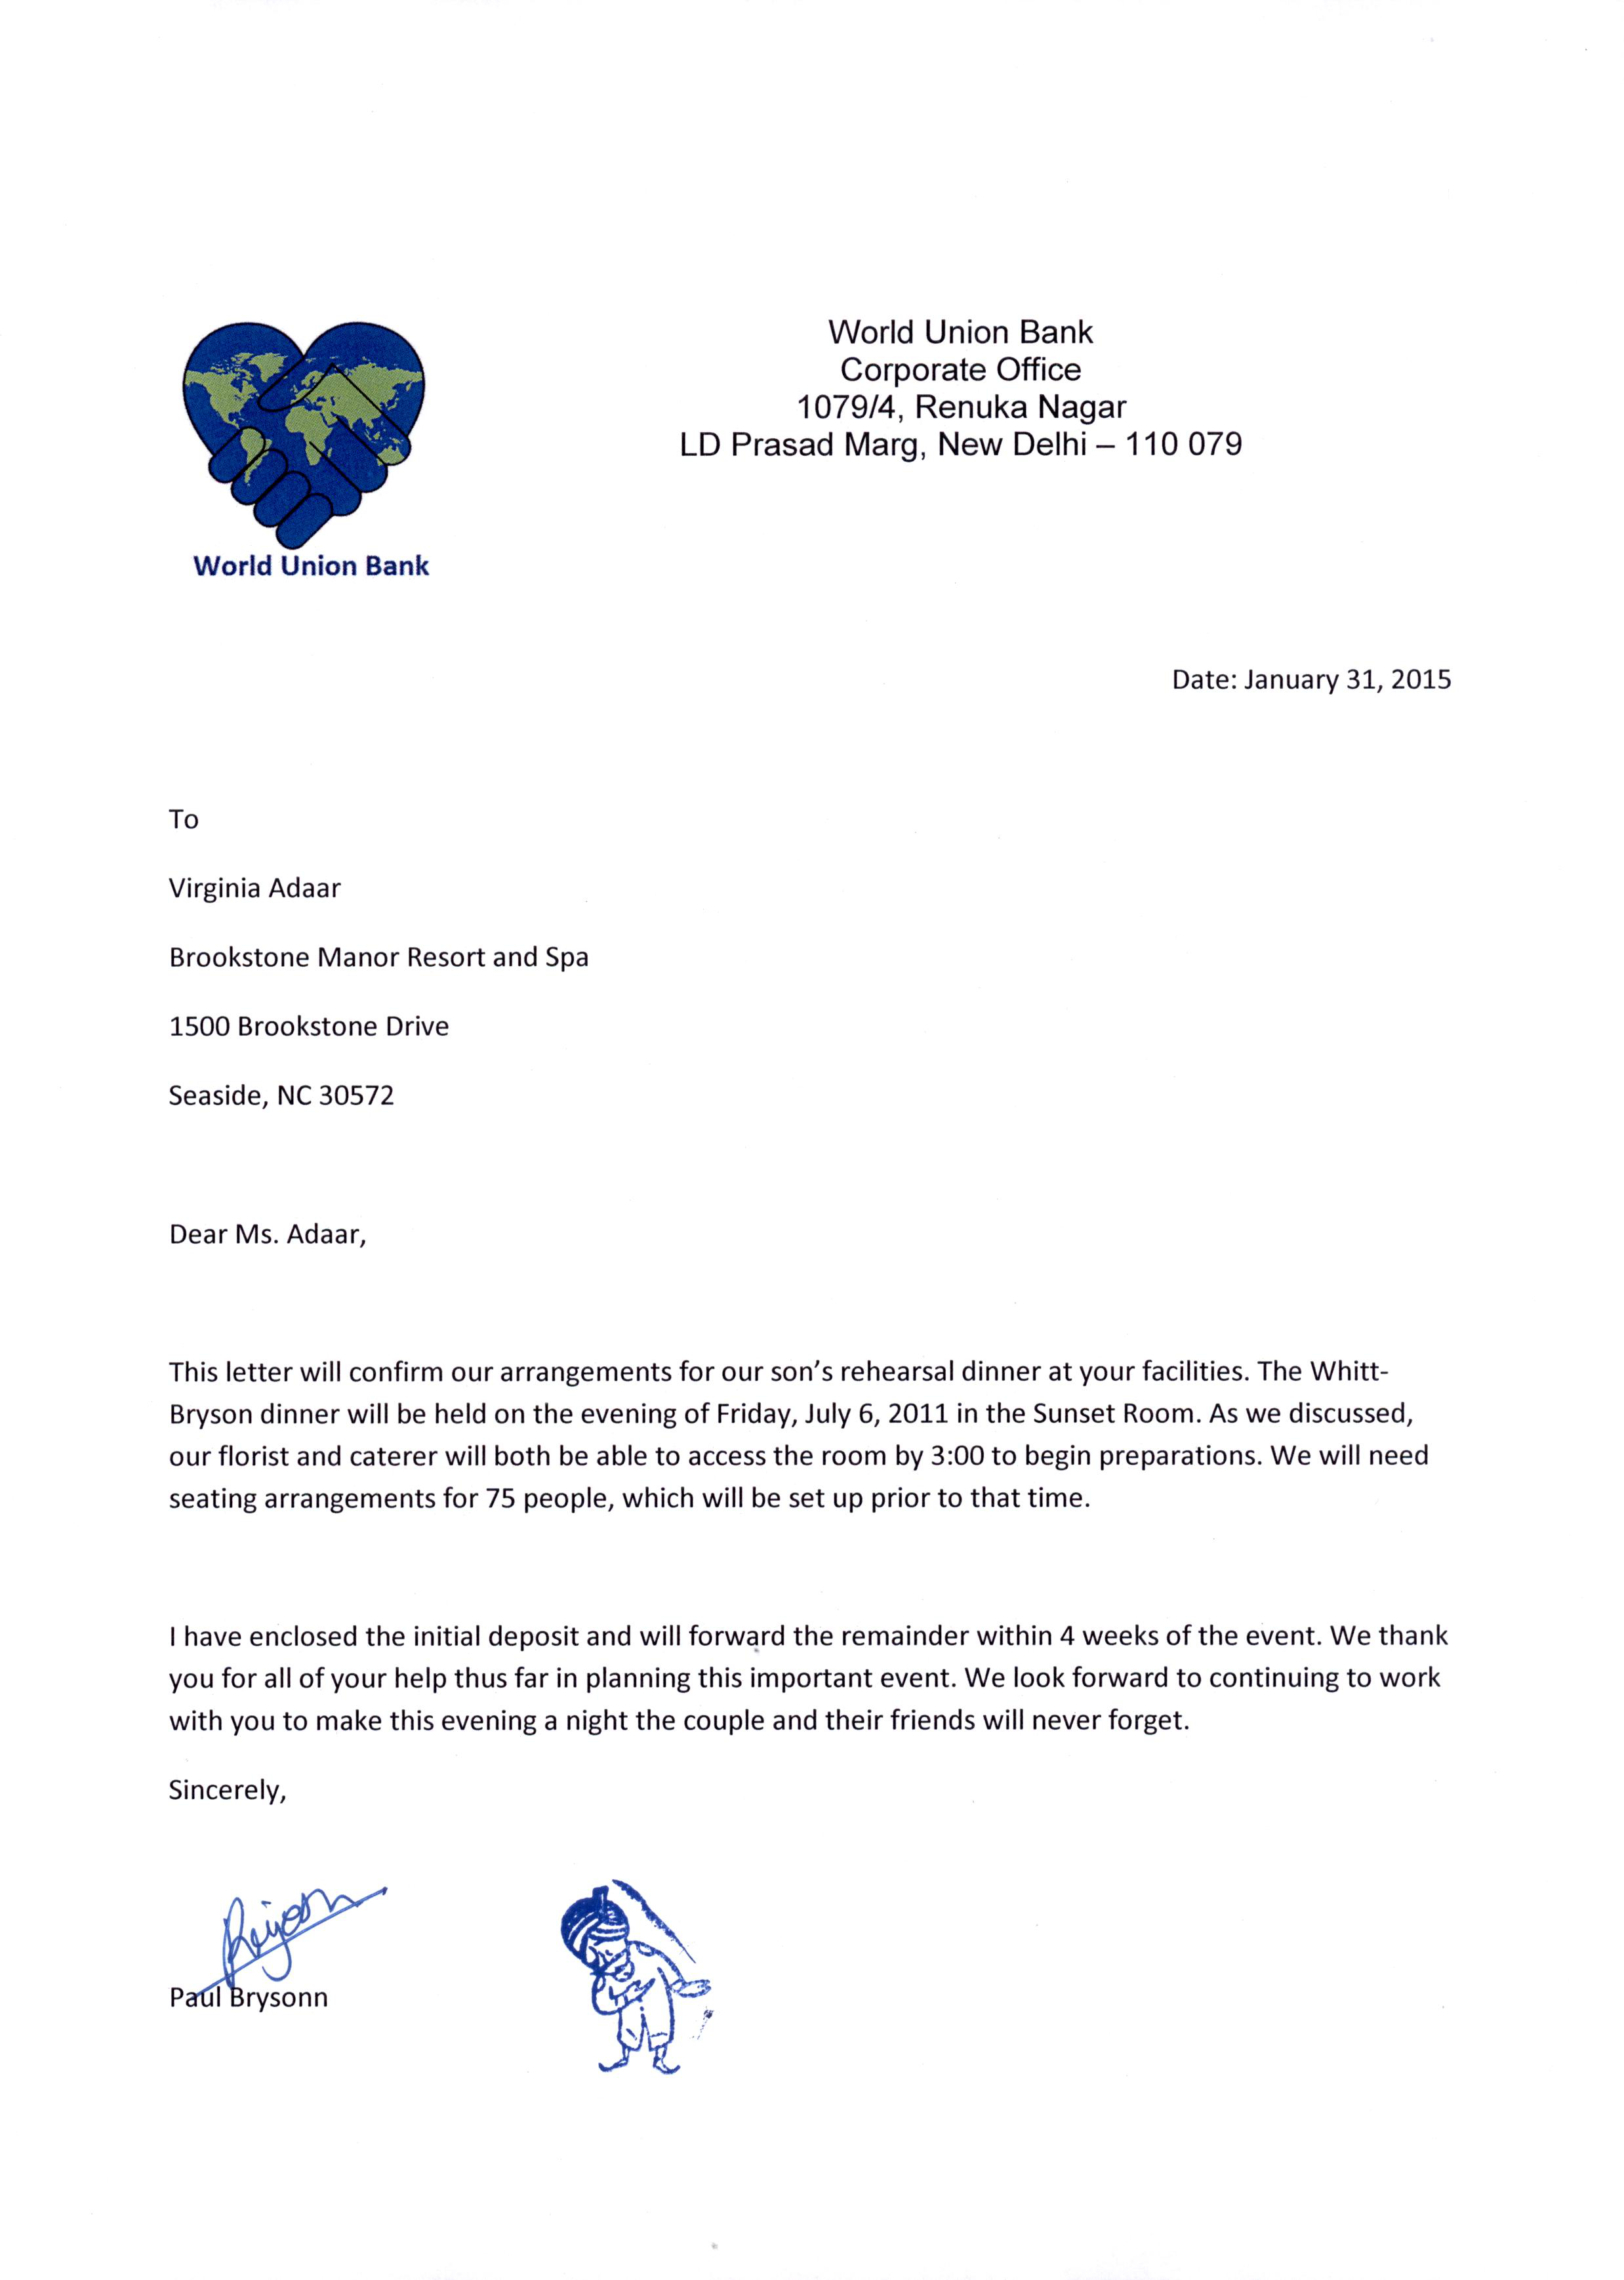 World Union Bank
Corporate Office
1079/4, Renuka Nagar
LD Prasad Marg, New Delhi – 110 079
World Union Bank
Date: January 31, 2015
To
Virginia Adaar
Brookstone Manor Resort and Spa
1500 Brookstone Drive
Seaside, NC 30572
Dear Ms. Adaar,
This letter will confirm our arrangements for our son’s rehearsal dinner at your facilities. The Whitt-
Bryson dinner will be held on the evening of Friday, July 6, 2011 in the Sunset Room. As we discussed,
our florist and caterer will both be able to access the room by 3:00 to begin preparations. We will need
seating arrangements for 75 people, which will be set up prior to that time.
I have enclosed the initial deposit and will forward the remainder within 4 weeks of the event. We thank
you for all of your help thus far in planning this important event. We look forward to continuing to work
with you to make this evening a night the couple and their friends will never forget.
Sincerely,
Paul Brysonn